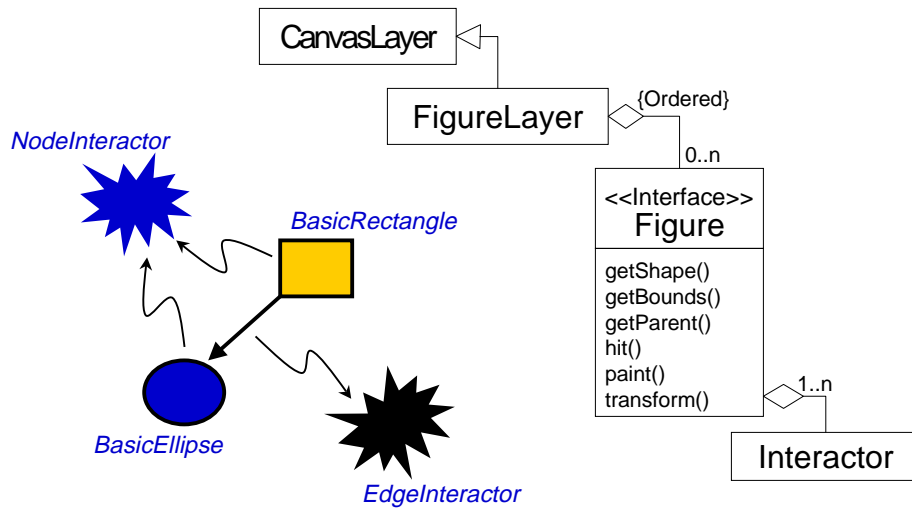 CanvasLayer
FigureLayer
{Ordered}
0..n
<<Interface>>
Figure
getShape()
getBounds()
getParent()
hit()
paint()
transform()
1..n
Interactor
NodeInteractor
BasicRectangle
BasicEllipse
EdgeInteractor